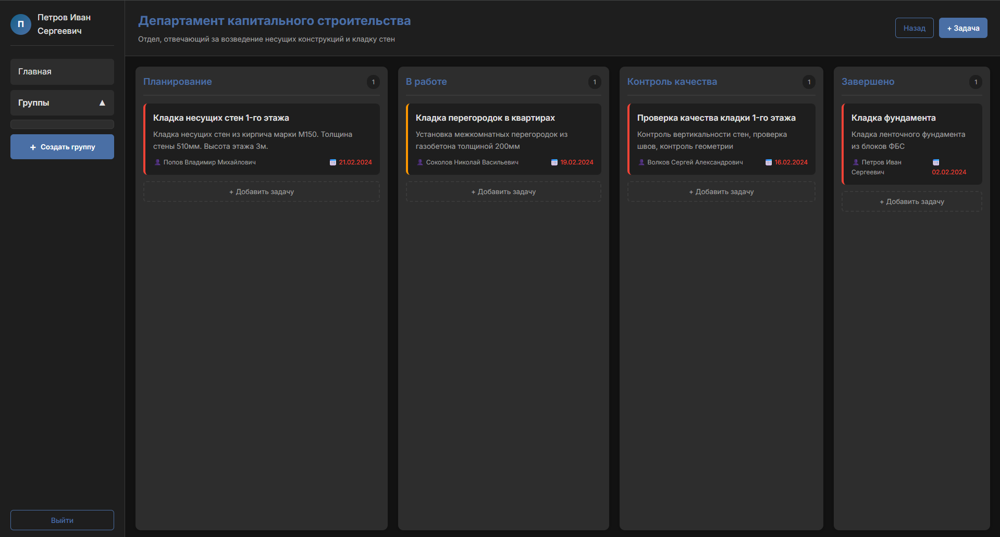 П
Петров Иван
Сергеевич
Главная
Группы ▲
+ Создать группу
Выйти
Департамент капитального строительства
Отдел, отвечающий за возведение несущих конструкций и кладку стен
Назад
+ Задача
Планирование 1
Кладка несущих стен 1-го этажа
Кладка несущих стен из кирпича марки М150. Толщина
стены 510мм. Высота этажа 3м.
Попов Владимир Михайлович 21.02.2024
+ Добавить задачу
В работе 1
Кладка перегородок в квартирах
Установка межкомнатных перегородок из
газобетона толщиной 200мм
Соколов Николай Васильевич 19.02.2024
+ Добавить задачу
Контроль качества 1
Проверка качества кладки 1-го этажа
Контроль вертикальности стен, проверка
швов, контроль геометрии
Волков Сергей Александрович 16.02.2024
+ Добавить задачу
Завершено 1
Кладка фундамента
Кладка ленточного фундамента
из блоков ФБС
Петров Иван
Сергеевич 02.02.2024
+ Добавить задачу